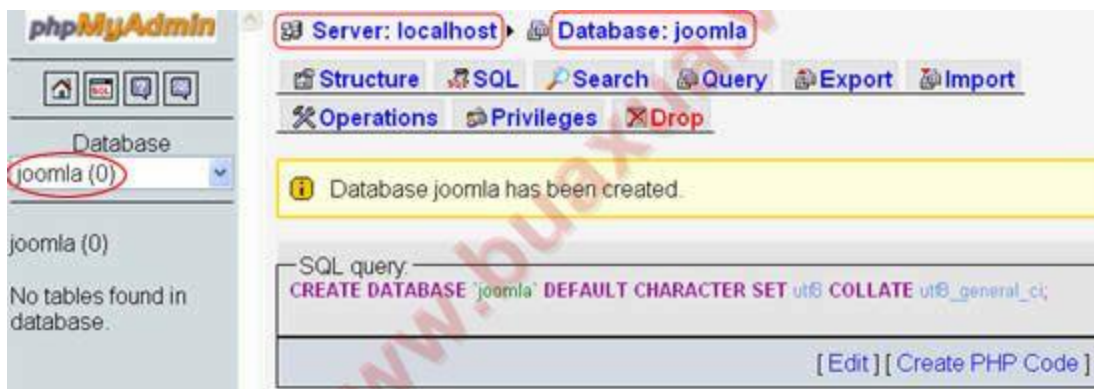 phpMyAdmin
Database
joomla (0)
joomla (0)
No tables found in
database.
Server: localhost Database: joomla
Structure SQL Search Query Export Import
Operations Privileges Drop
Database joomla has been created.
SQL query:
CREATE DATABASE `joomla` DEFAULT CHARACTER SET utf8 COLLATE utf8_general_ci;
[ Edit ] [ Create PHP Code ]